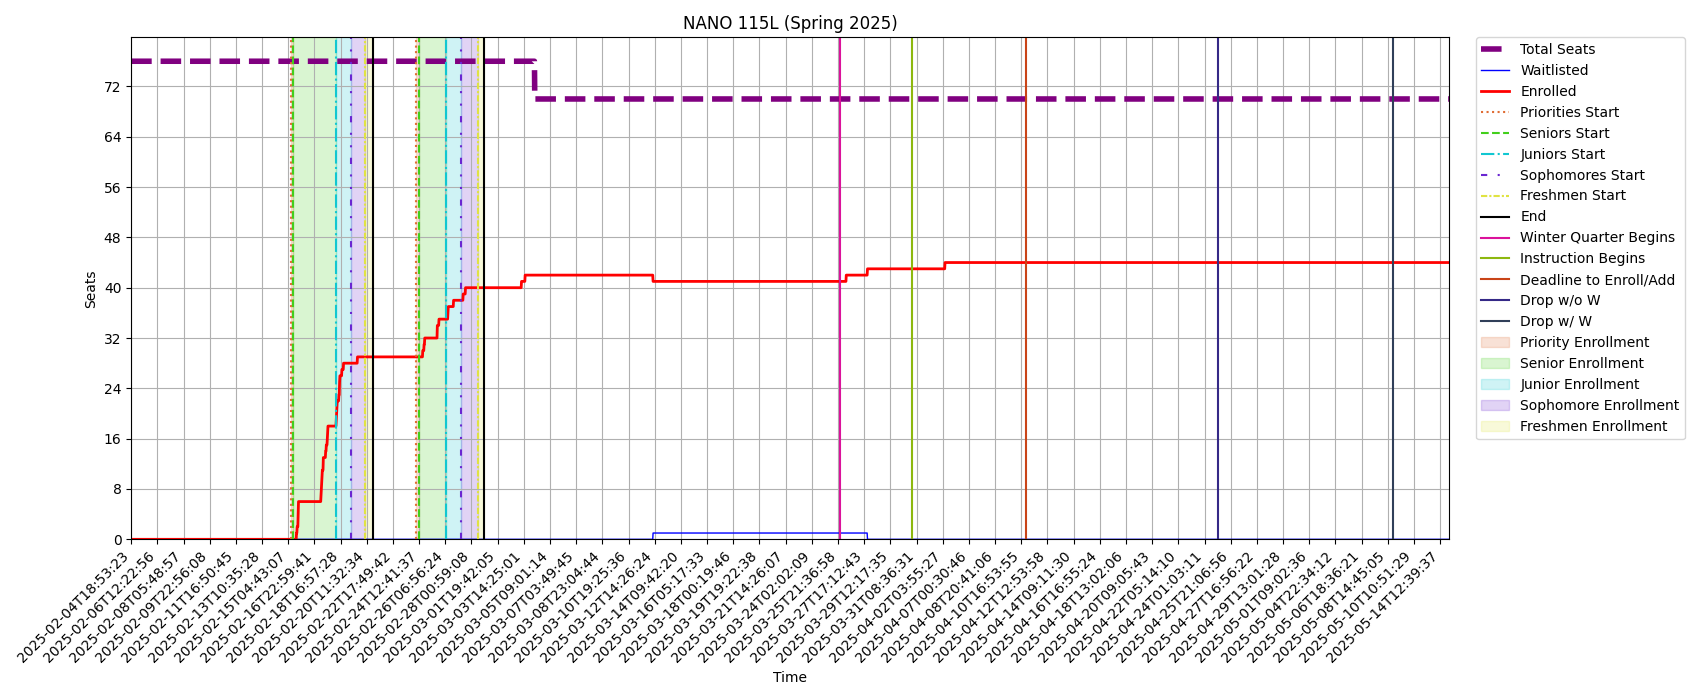 NANO 115L (Spring 2025)
Seats
72
64
56
48
40
32
24
16
8
0
2025-02-04T18:53:23
2025-02-06T12:22:56
2025-02-08T05:48:57
2025-02-09T22:56:08
2025-02-11T16:50:45
2025-02-13T10:35:28
2025-02-15T04:43:07
2025-02-16T22:59:41
2025-02-18T16:57:28
2025-02-20T11:32:34
2025-02-22T17:49:42
2025-02-24T12:41:37
2025-02-26T06:56:24
2025-02-28T00:59:08
2025-03-01T19:42:05
2025-03-03T14:25:01
2025-03-05T09:01:14
2025-03-07T03:49:45
2025-03-08T23:04:44
2025-03-10T19:25:36
2025-03-12T14:26:24
2025-03-14T09:42:20
2025-03-16T05:17:33
2025-03-18T00:19:46
2025-03-19T19:22:38
2025-03-21T14:26:07
2025-03-24T02:02:09
2025-03-25T21:36:58
2025-03-27T17:12:43
2025-03-29T12:17:35
2025-03-31T08:36:31
2025-04-02T03:55:27
2025-04-07T00:30:46
2025-04-08T20:41:06
2025-04-10T16:53:55
2025-04-12T12:53:58
2025-04-14T09:11:30
2025-04-16T16:55:24
2025-04-18T13:02:06
2025-04-20T09:05:43
2025-04-22T05:14:10
2025-04-24T01:03:11
2025-04-25T21:06:56
2025-04-27T16:56:22
2025-04-29T13:01:28
2025-05-01T09:02:36
2025-05-04T22:34:12
2025-05-06T18:36:21
2025-05-08T14:45:05
2025-05-10T10:51:29
2025-05-14T12:39:37
Time
Total Seats
Waitlisted
Enrolled
Priorities Start
Seniors Start
Juniors Start
Sophomores Start
Freshmen Start
End
Winter Quarter Begins
Instruction Begins
Deadline to Enroll/Add
Drop w/o W
Drop w/ W
Priority Enrollment
Senior Enrollment
Junior Enrollment
Sophomore Enrollment
Freshmen Enrollment